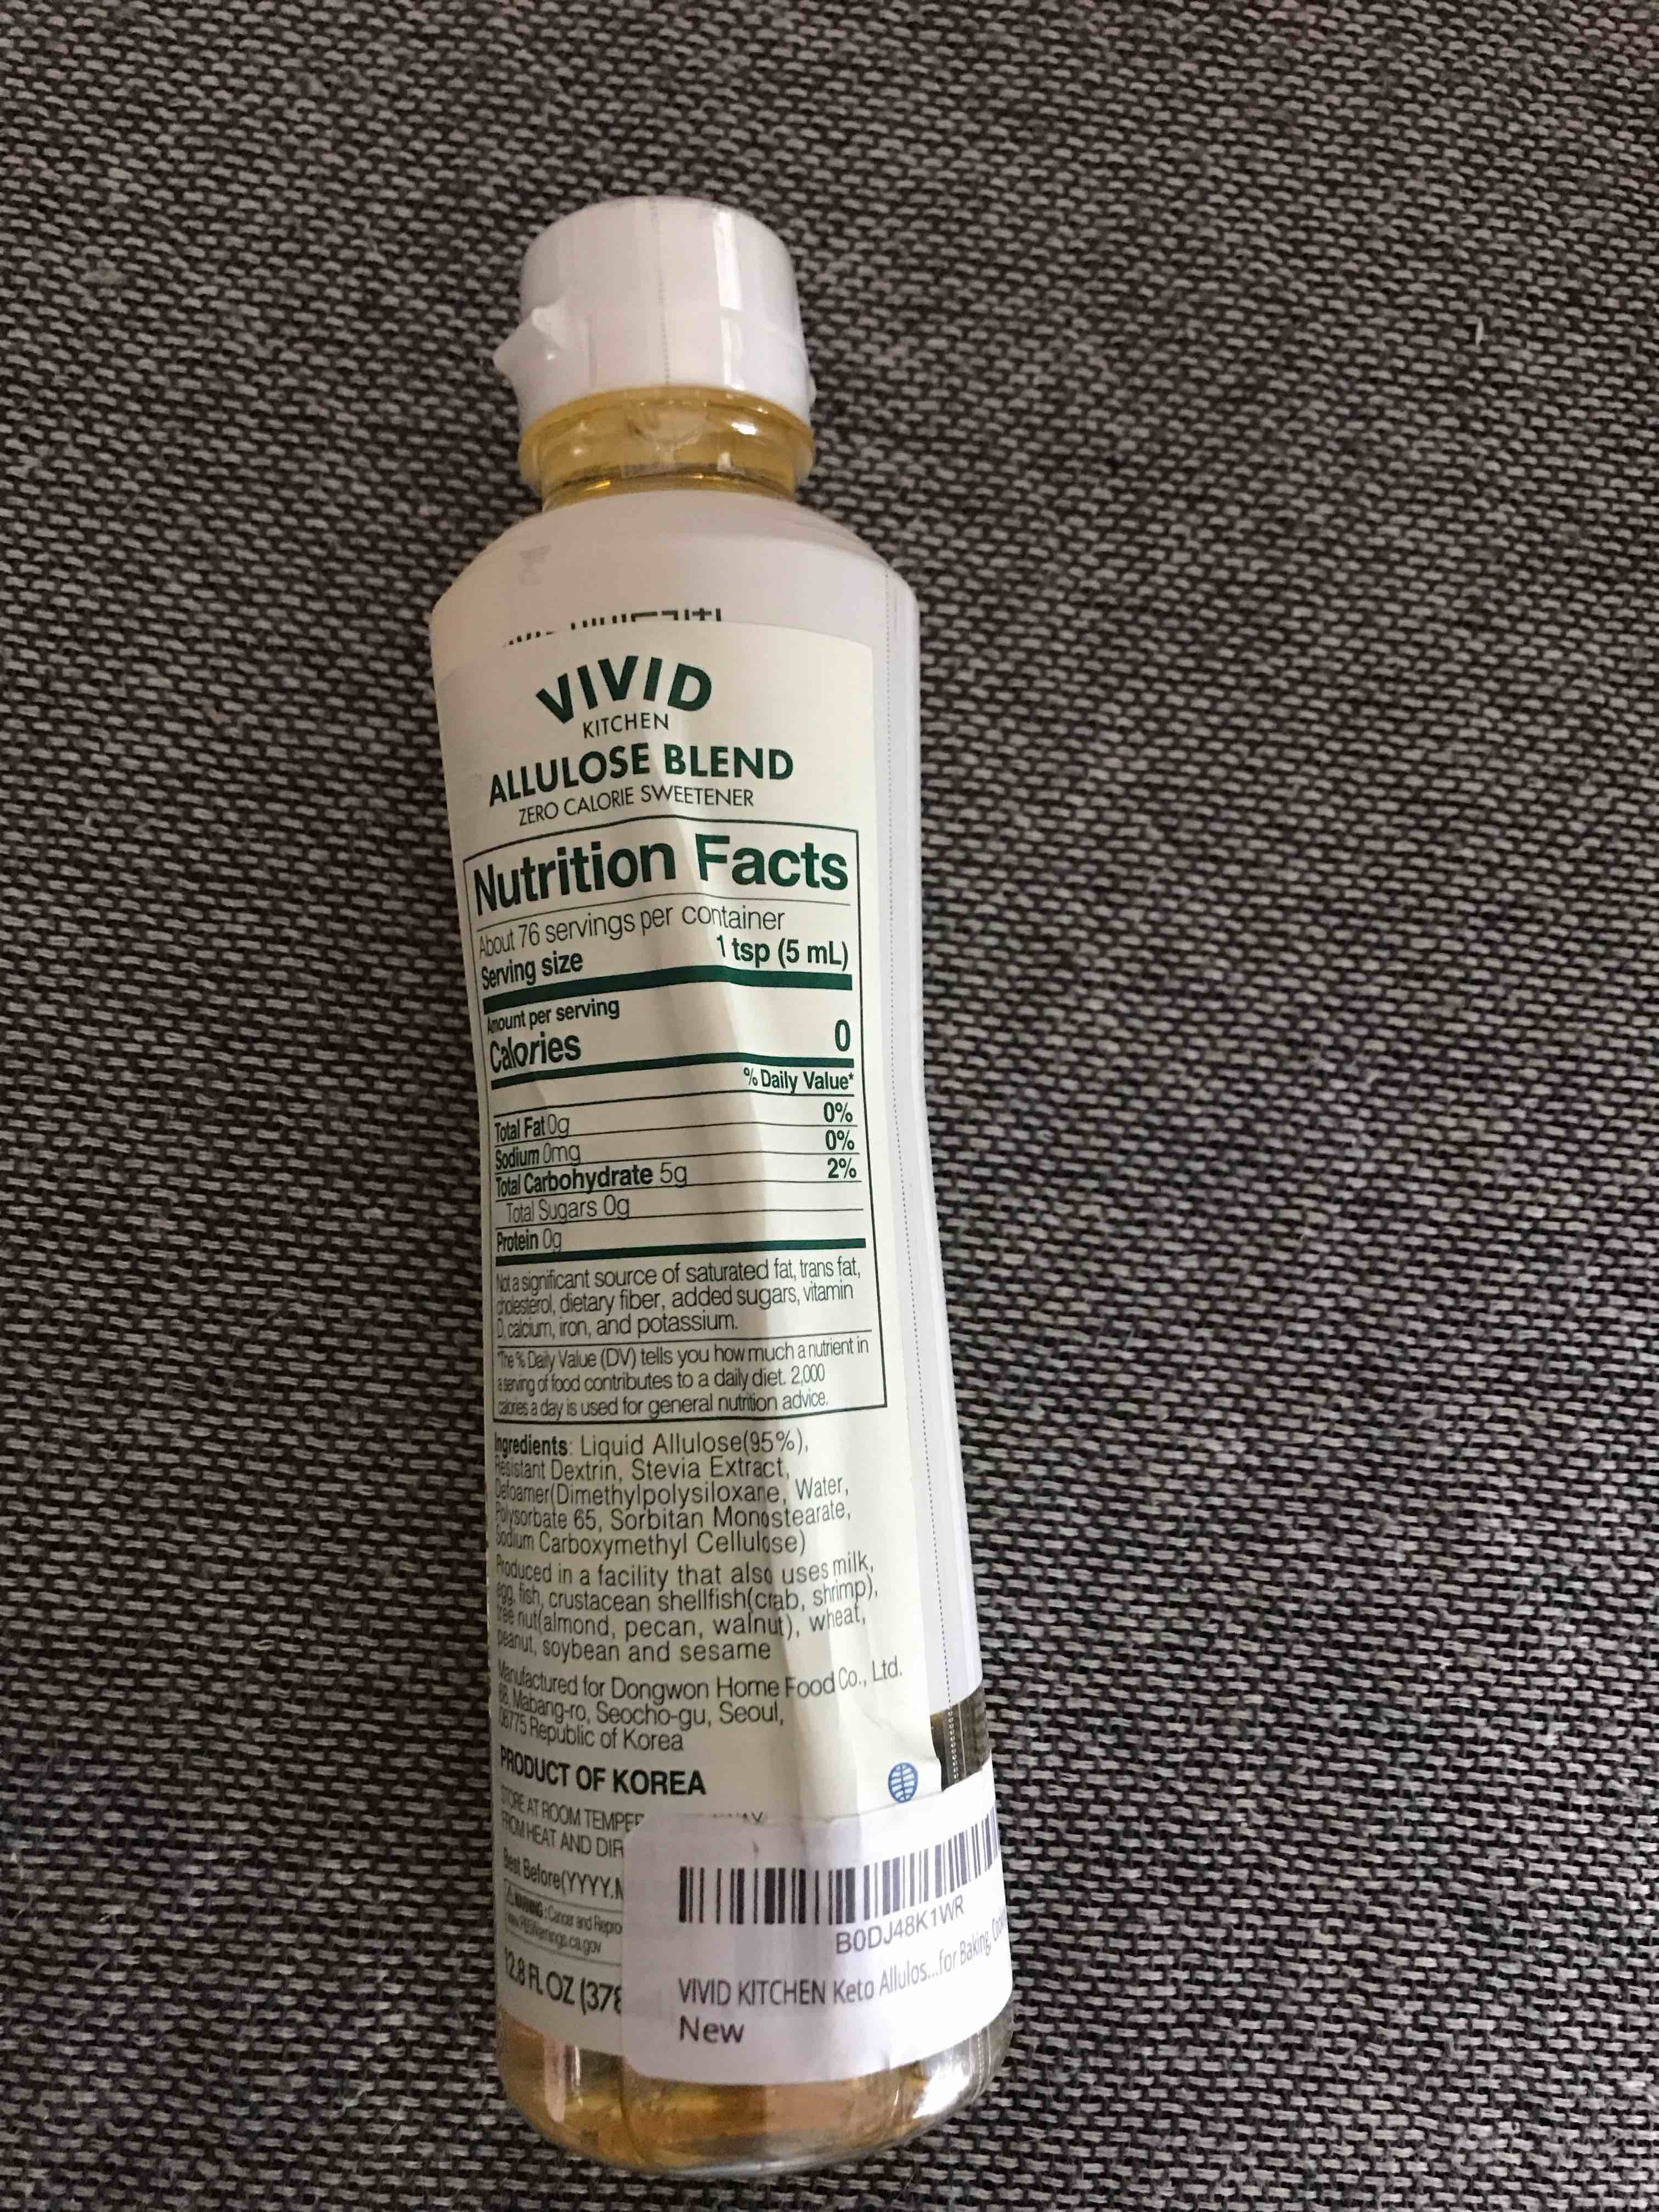 VIVID
KITCHEN
ALLULOSE BLEND
ZERO CALORIE SWEETENER
Nutrition Facts
About 76 servings per container
Serving size 1 tsp (5 mL)
Amount per serving
Calories 0
% Daily Value*
Total Fat 0g 0%
Sodium 0mg 0%
Total Carbohydrate 5g 2%
Total Sugars 0g
Protein 0g
Not a significant source of saturated fat, trans fat,
cholesterol, dietary fiber, added sugars, vitamin
D, calcium, iron, and potassium.
*The % Daily Value (DV) tells you how much a nutrient in
a serving of food contributes to a daily diet. 2,000
calories a day is used for general nutrition advice.
Ingredients: Liquid Allulose(95%),
Resistant Dextrin, Stevia Extract,
Defoamer(Dimethylpolysiloxane, Water,
Polysorbate 65, Sorbitan Monostearate,
Sodium Carboxymethyl Cellulose)
Produced in a facility that also uses milk,
egg, fish, crustacean shellfish(crab, shrimp),
tree nut(almond, pecan, walnut), wheat,
peanut, soybean and sesame
Manufactured for Dongwon Home Food Co., Ltd.
68, Mabang-ro, Seocho-gu, Seoul,
06775 Republic of Korea
PRODUCT OF KOREA
STORE AT ROOM TEMPER
FROM HEAT AND DIR
Best Before(YYYY.M
WARNING: Cancer and Repro
www.P65Warnings.ca.gov
12.8 FL OZ (378
B0DJ48K1WR
VIVID KITCHEN Keto Allulos...for Baking,
New